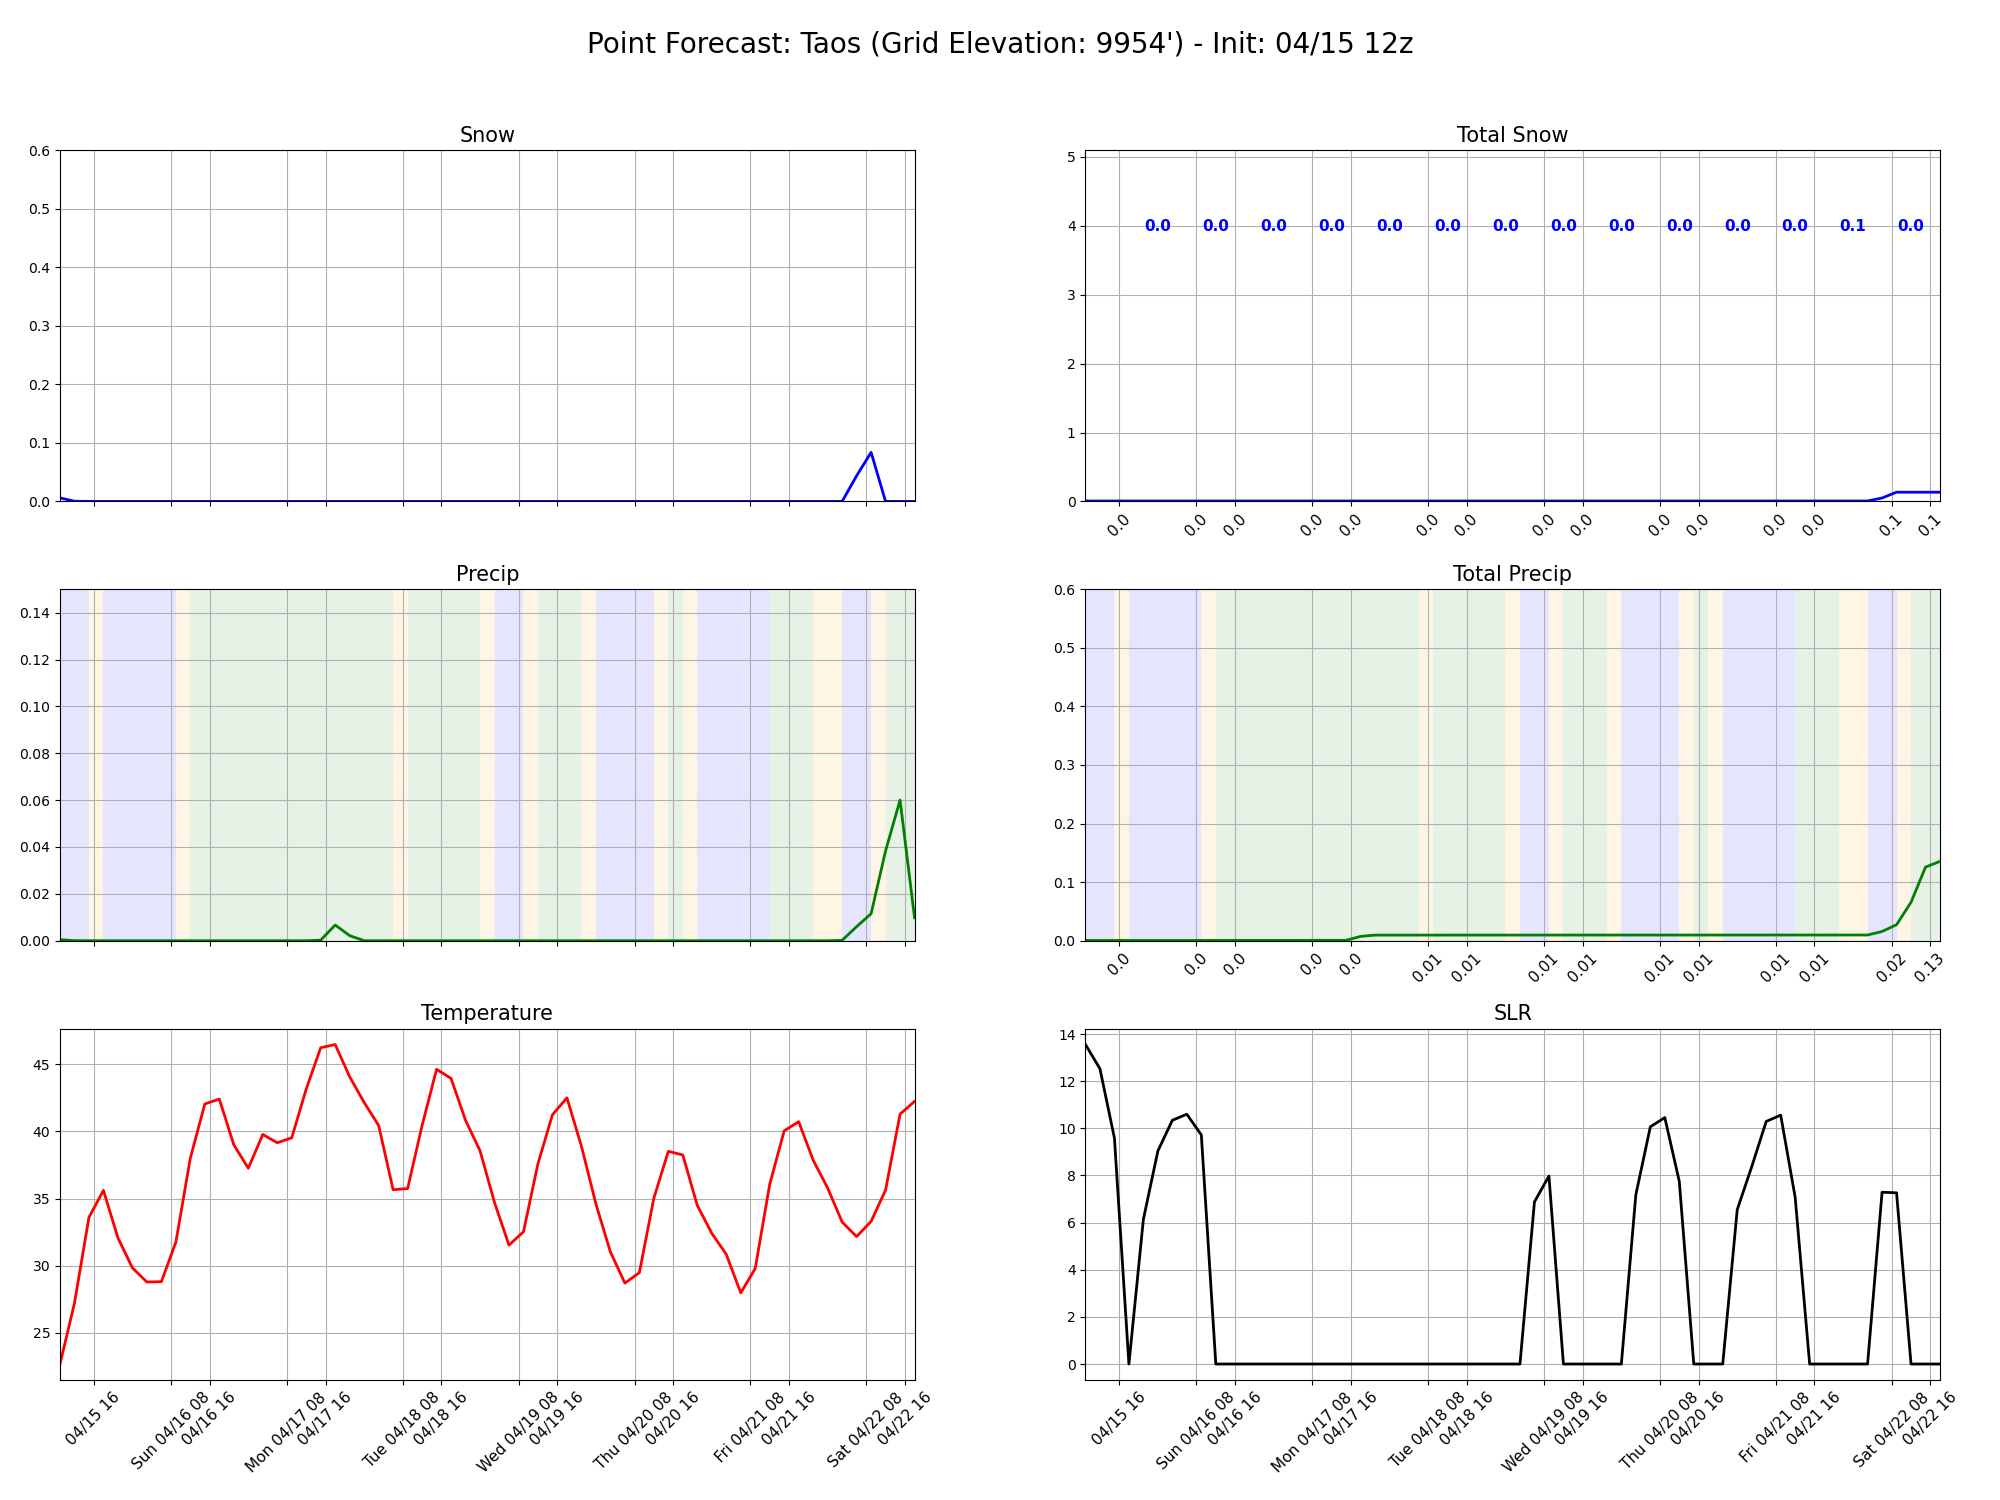 Point Forecast: Taos (Grid Elevation: 9954') - Init: 04/15 12z
Snow
0.6
0.5
0.4
0.3
0.2
0.1
0.0
Total Snow
5
4
3
2
1
0
0.0 0.0 0.0 0.0 0.0 0.0 0.0 0.0 0.0 0.0 0.0 0.0 0.1 0.0
0.0 0.0 0.0 0.0 0.0 0.0 0.0 0.0 0.0 0.0 0.0 0.0 0.0 0.1 0.1
Precip
0.14
0.12
0.10
0.08
0.06
0.04
0.02
0.00
Total Precip
0.6
0.5
0.4
0.3
0.2
0.1
0.0
0.0 0.0 0.0 0.0 0.0 0.01 0.01 0.01 0.01 0.01 0.01 0.01 0.01 0.02 0.13
Temperature
45
40
35
30
25
04/15 16
Sun 04/16 08
04/16 16
Mon 04/17 08
04/17 16
Tue 04/18 08
04/18 16
Wed 04/19 08
04/19 16
Thu 04/20 08
04/20 16
Fri 04/21 08
04/21 16
Sat 04/22 08
04/22 16
SLR
14
12
10
8
6
4
2
0
04/15 16
Sun 04/16 08
04/16 16
Mon 04/17 08
04/17 16
Tue 04/18 08
04/18 16
Wed 04/19 08
04/19 16
Thu 04/20 08
04/20 16
Fri 04/21 08
04/21 16
Sat 04/22 08
04/22 16